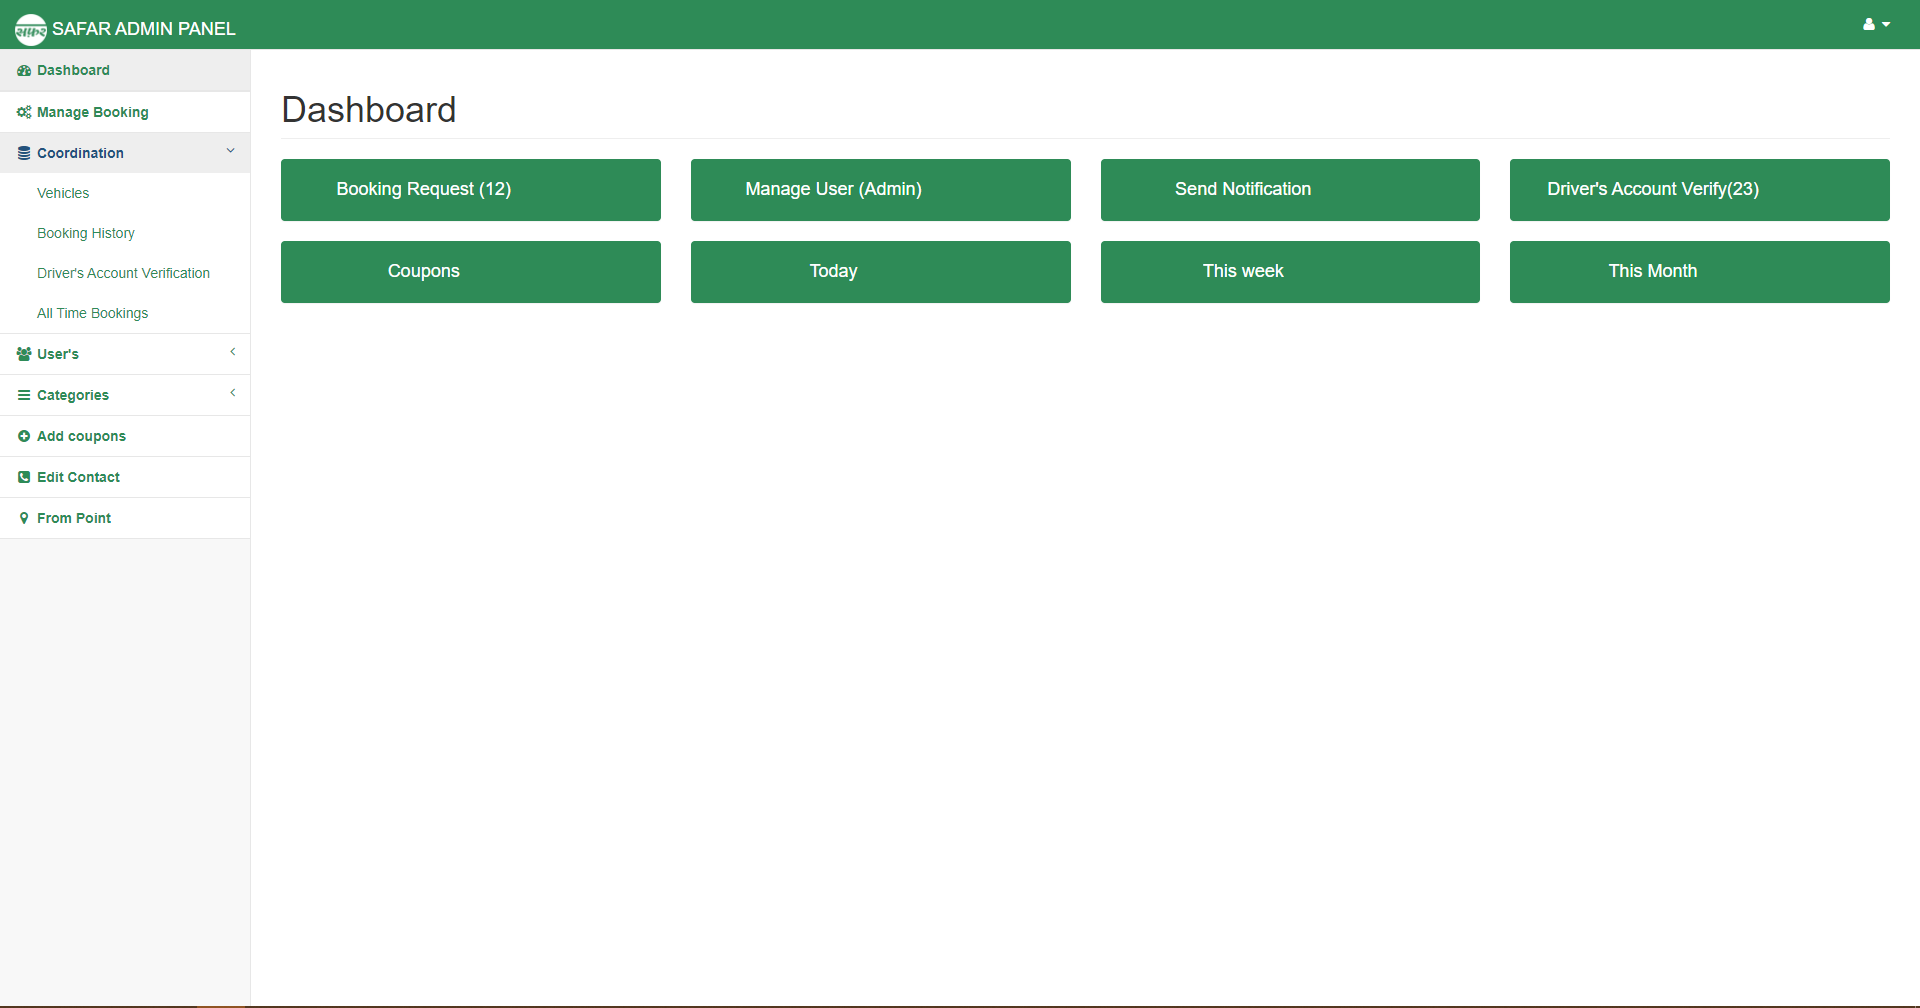 सफर SAFAR ADMIN PANEL
Dashboard
Manage Booking
Coordination
Vehicles
Booking History
Driver's Account Verification
All Time Bookings
User's
Categories
Add coupons
Edit Contact
From Point
Dashboard
Booking Request (12)
Manage User (Admin)
Send Notification
Driver's Account Verify(23)
Coupons
Today
This week
This Month